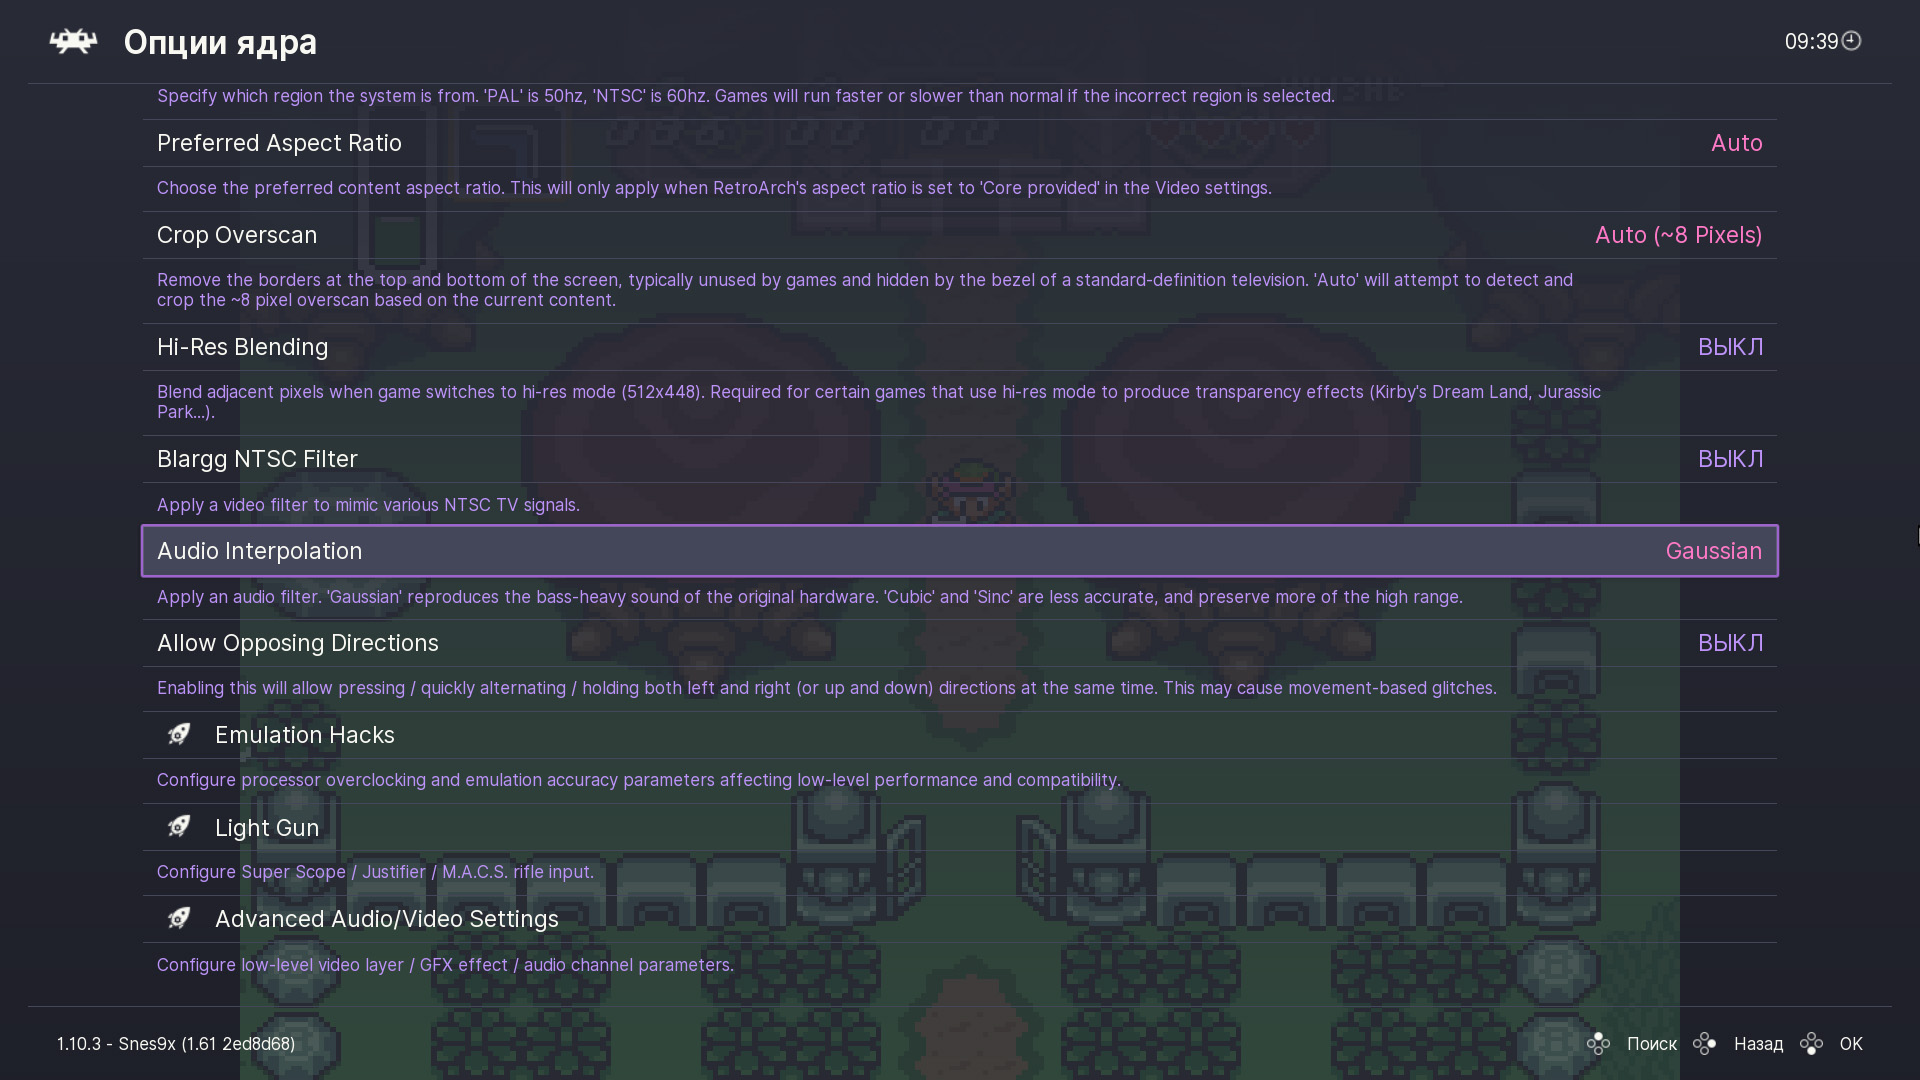 Опции ядра
09:39
Specify which region the system is from. 'PAL' is 50hz, 'NTSC' is 60hz. Games will run faster or slower than normal if the incorrect region is selected.
Preferred Aspect Ratio Auto
Choose the preferred content aspect ratio. This will only apply when RetroArch's aspect ratio is set to 'Core provided' in the Video settings.
Crop Overscan Auto (~8 Pixels)
Remove the borders at the top and bottom of the screen, typically unused by games and hidden by the bezel of a standard-definition television. 'Auto' will attempt to detect and
crop the ~8 pixel overscan based on the current content.
Hi-Res Blending ВЫКЛ
Blend adjacent pixels when game switches to hi-res mode (512x448). Required for certain games that use hi-res mode to produce transparency effects (Kirby's Dream Land, Jurassic
Park...).
Blargg NTSC Filter ВЫКЛ
Apply a video filter to mimic various NTSC TV signals.
Audio Interpolation Gaussian
Apply an audio filter. 'Gaussian' reproduces the bass-heavy sound of the original hardware. 'Cubic' and 'Sinc' are less accurate, and preserve more of the high range.
Allow Opposing Directions ВЫКЛ
Enabling this will allow pressing / quickly alternating / holding both left and right (or up and down) directions at the same time. This may cause movement-based glitches.
Emulation Hacks
Configure processor overclocking and emulation accuracy parameters affecting low-level performance and compatibility.
Light Gun
Configure Super Scope / Justifier / M.A.C.S. rifle input.
Advanced Audio/Video Settings
Configure low-level video layer / GFX effect / audio channel parameters.
1.10.3 - Snes9x (1.61 2ed8d68)
Поиск Назад OK